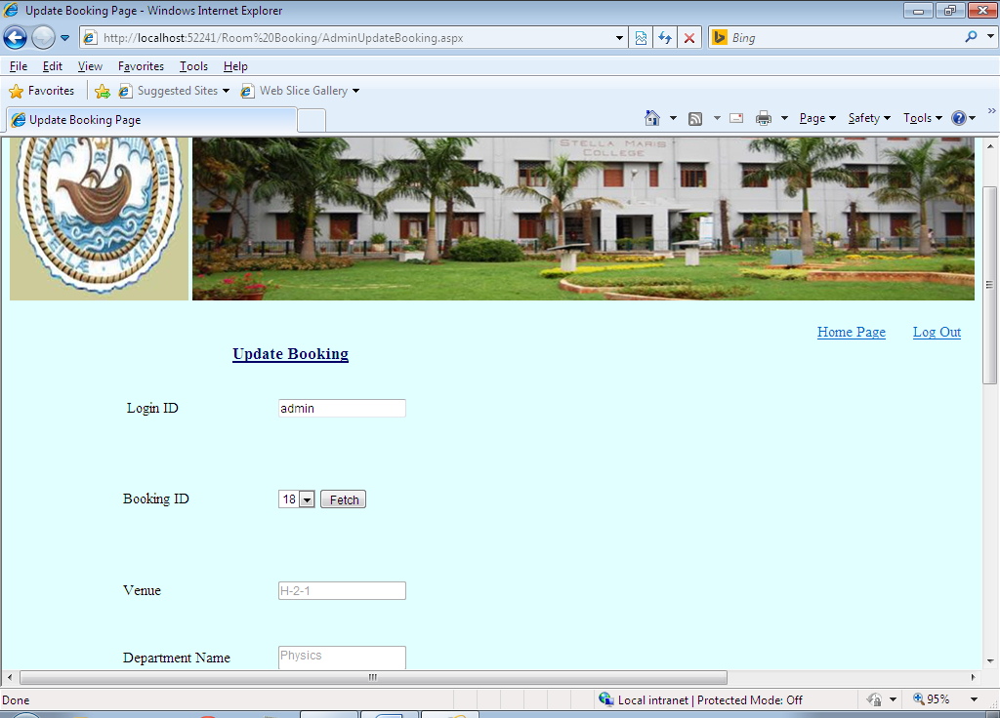 Update Booking Page - Windows Internet Explorer
http://localhost:52241/Room%20Booking/AdminUpdateBooking.aspx
Bing
File Edit View Favorites Tools Help
Favorites Suggested Sites Web Slice Gallery
Update Booking Page
Page Safety Tools
STELLA MARIS
COLLEGE
STELLÆ MARIS
Home Page Log Out
Update Booking
Login ID admin
Booking ID 18 Fetch
Venue H-2-1
Department Name Physics
Done
Local intranet | Protected Mode: Off
95%